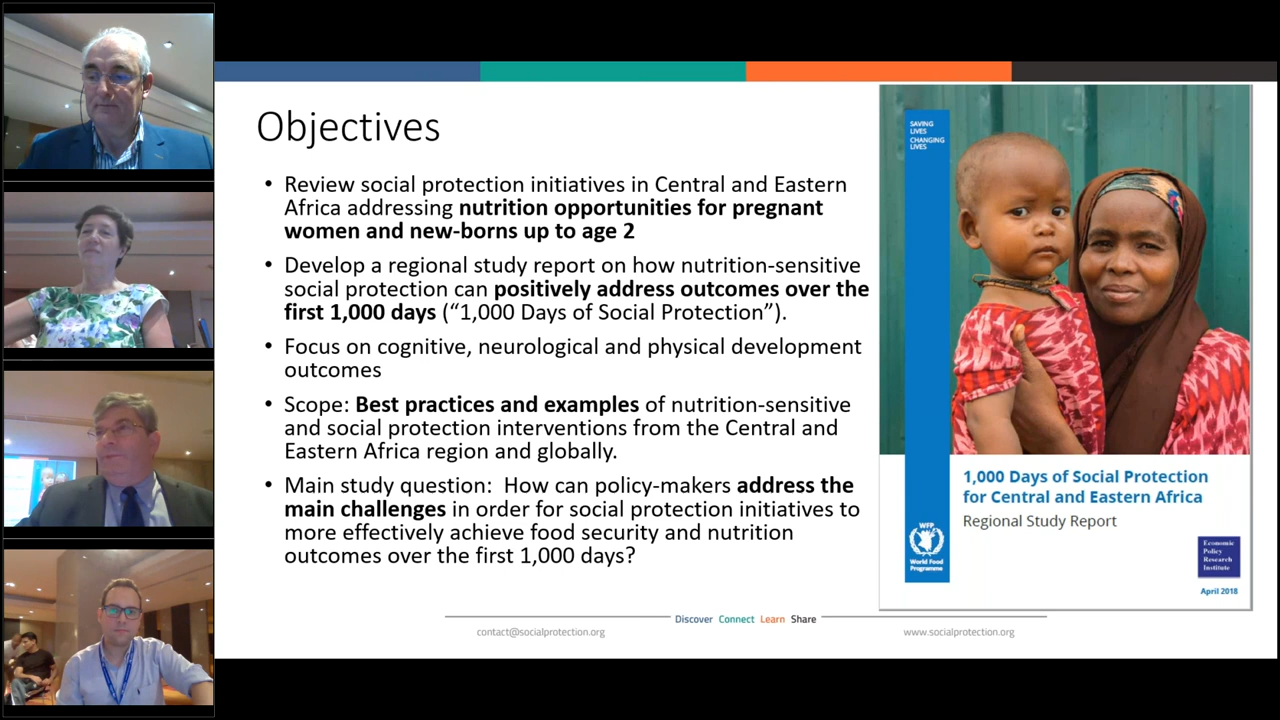 Objectives
• Review social protection initiatives in Central and Eastern
Africa addressing nutrition opportunities for pregnant
women and new-borns up to age 2
• Develop a regional study report on how nutrition-sensitive
social protection can positively address outcomes over the
first 1,000 days (“1,000 Days of Social Protection”).
• Focus on cognitive, neurological and physical development
outcomes
• Scope: Best practices and examples of nutrition-sensitive
and social protection interventions from the Central and
Eastern Africa region and globally.
• Main study question:  How can policy-makers address the
main challenges in order for social protection initiatives to
more effectively achieve food security and nutrition
outcomes over the first 1,000 days?
SAVING
LIVES
CHANGING
LIVES
1,000 Days of Social Protection
for Central and Eastern Africa
Regional Study Report
WFP
World Food
Programme
Economic
Policy
Research
Institute
April 2018
Discover Connect Learn Share
contact@socialprotection.org
www.socialprotection.org